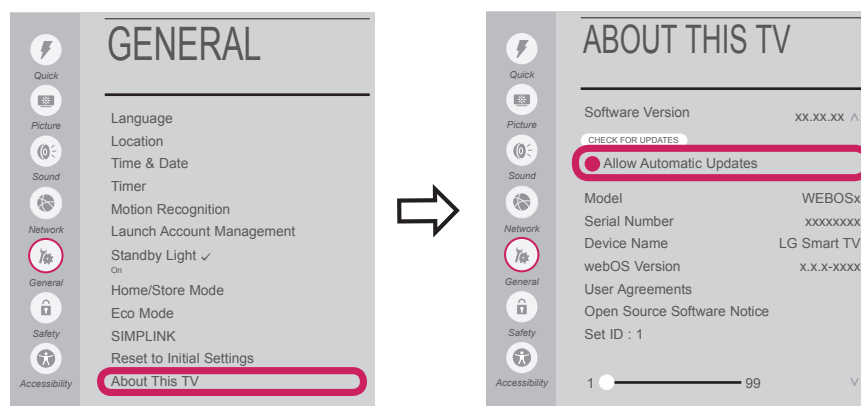 GENERAL
Quick
Picture
Sound
Network
General
Safety
Accessibility
Language
Location
Time & Date
Timer
Motion Recognition
Launch Account Management
Standby Light ✓
On
Home/Store Mode
Eco Mode
SIMPLINK
Reset to Initial Settings
About This TV
ABOUT THIS TV
Quick
Picture
Sound
Network
General
Safety
Accessibility
Software Version xx.xx.xx
CHECK FOR UPDATES
Allow Automatic Updates
Model WEBOSx
Serial Number xxxxxxxx
Device Name LG Smart TV
webOS Version x.x.x-xxxx
User Agreements
Open Source Software Notice
Set ID : 1
1 99